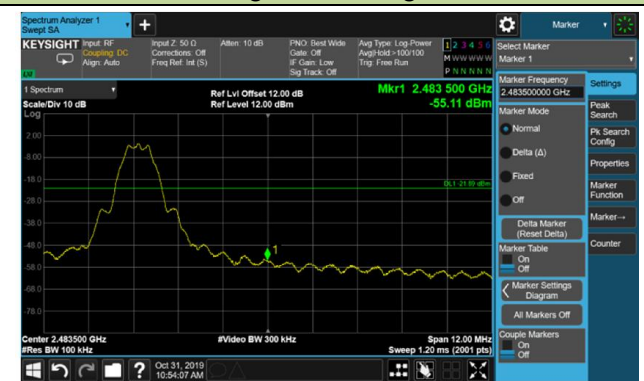 Spectrum Analyzer 1
Swept SA
Marker
KEYSIGHT
Input: RF
Coupling: DC
Align: Auto
Input Z: 50 Ω
Corrections: Off
Freq Ref: Int (S)
Atten: 10 dB
PNO: Best Wide
Gate: Off
IF Gain: Low
Sig Track: Off
Avg Type: Log-Power
Avg|Hold:>100/100
Trig: Free Run
1 2 3 4 5 6
M W W W W W
P N N N N N
Select Marker
Marker 1
1 Spectrum
Scale/Div 10 dB
Log
Ref Lvl Offset 12.00 dB
Ref Level 12.00 dBm
Mkr1 2.483 500 GHz
-55.11 dBm
2.00
-8.00
-18.0
-28.0
-38.0
-48.0
-58.0
-68.0
-78.0
1
Center 2.483500 GHz
#Res BW 100 kHz
#Video BW 300 kHz
Span 12.00 MHz
Sweep 1.20 ms (2001 pts)
Marker Frequency
2.483500000 GHz
Marker Mode
Normal
Delta (Δ)
Fixed
Off
Delta Marker
(Reset Delta)
Marker Table
On
Off
Marker Settings
Diagram
All Markers Off
Couple Markers
On
Off
Settings
Peak
Search
Pk Search
Config
Properties
Marker
Function
Marker→
Counter
?
Oct 31, 2019
10:54:07 AM